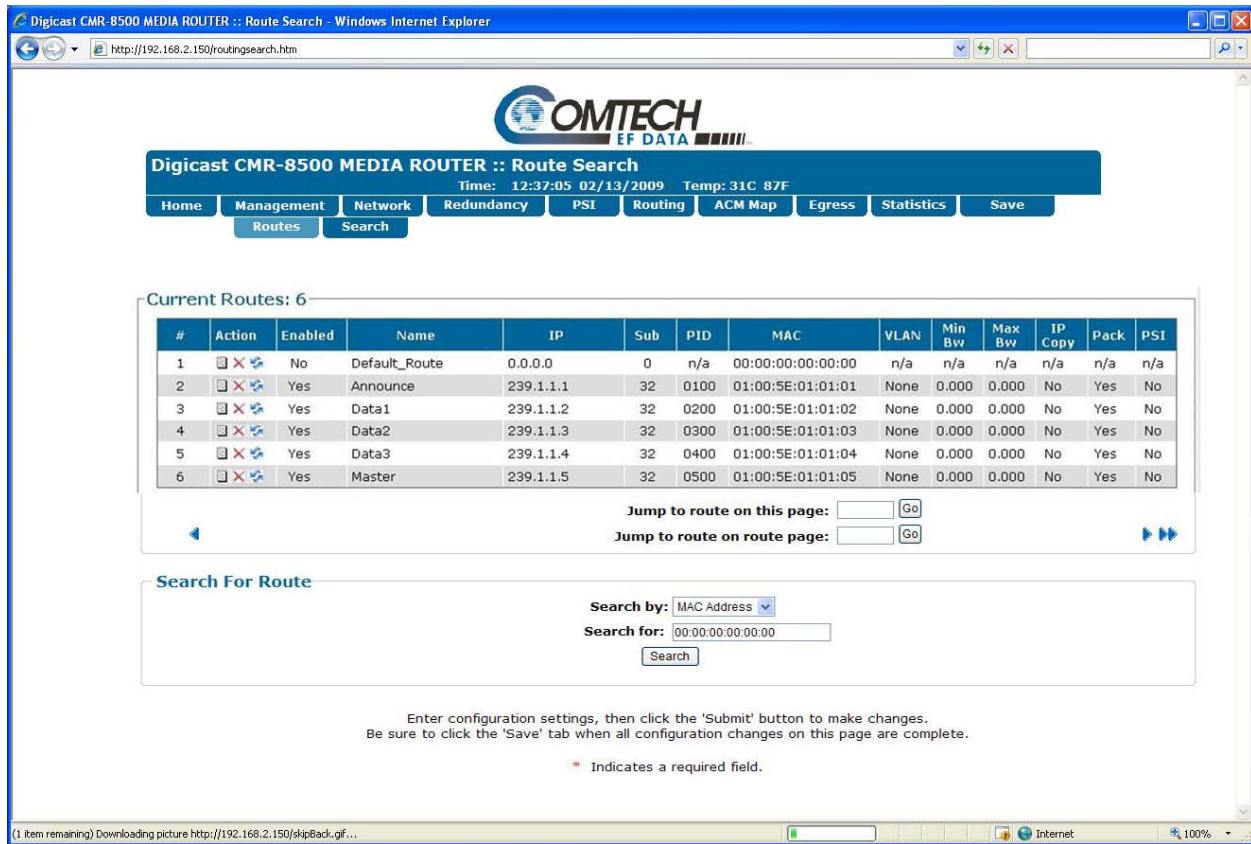 Digicast CMR-8500 MEDIA ROUTER :: Route Search - Windows Internet Explorer
http://192.168.2.150/routingsearch.htm
COMTECH
EF DATA
Digicast CMR-8500 MEDIA ROUTER :: Route Search
Time: 12:37:05 02/13/2009 Temp: 31C 87F
Home Management Network Redundancy PSI Routing ACM Map Egress Statistics Save
Routes Search
Current Routes: 6
# Action Enabled Name IP Sub PID MAC VLAN Min Bw Max Bw IP Copy Pack PSI
1 No Default_Route 0.0.0.0 0 n/a 00:00:00:00:00:00 n/a n/a n/a n/a n/a n/a
2 Yes Announce 239.1.1.1 32 0100 01:00:5E:01:01:01 None 0.000 0.000 No Yes No
3 Yes Data1 239.1.1.2 32 0200 01:00:5E:01:01:02 None 0.000 0.000 No Yes No
4 Yes Data2 239.1.1.3 32 0300 01:00:5E:01:01:03 None 0.000 0.000 No Yes No
5 Yes Data3 239.1.1.4 32 0400 01:00:5E:01:01:04 None 0.000 0.000 No Yes No
6 Yes Master 239.1.1.5 32 0500 01:00:5E:01:01:05 None 0.000 0.000 No Yes No
Jump to route on this page: Go
Jump to route on route page: Go
Search For Route
Search by: MAC Address
Search for: 00:00:00:00:00:00
Search
Enter configuration settings, then click the 'Submit' button to make changes.
Be sure to click the 'Save' tab when all configuration changes on this page are complete.
* Indicates a required field.
(1 item remaining) Downloading picture http://192.168.2.150/skipBack.gif... Internet 100%